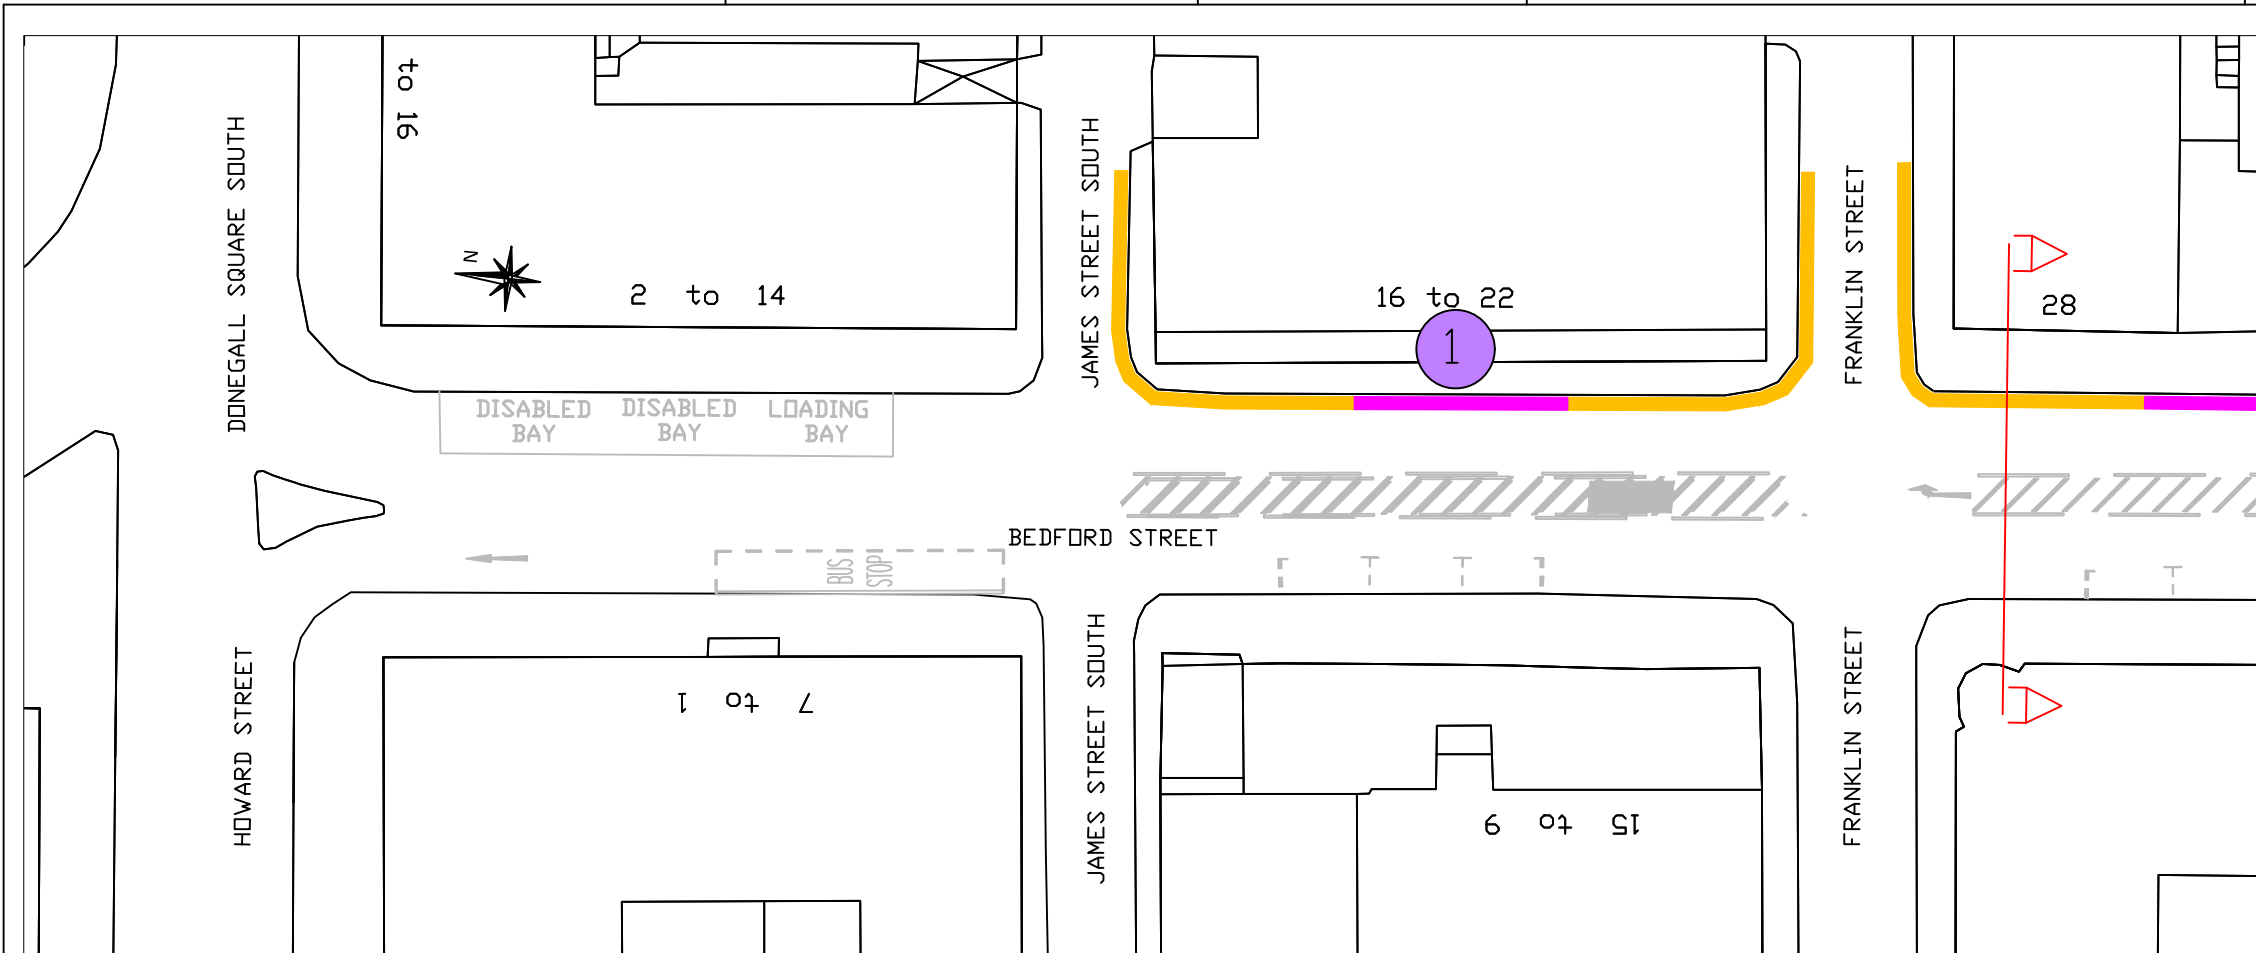 to 16
DONEGALL SQUARE SOUTH
N
2 to 14
JAMES STREET SOUTH
16 to 22
1
FRANKLIN STREET
28
DISABLED BAY
DISABLED BAY
LOADING BAY
BEDFORD STREET
BUS STOP
HOWARD STREET
1 to 7
JAMES STREET SOUTH
9 to 15
FRANKLIN STREET